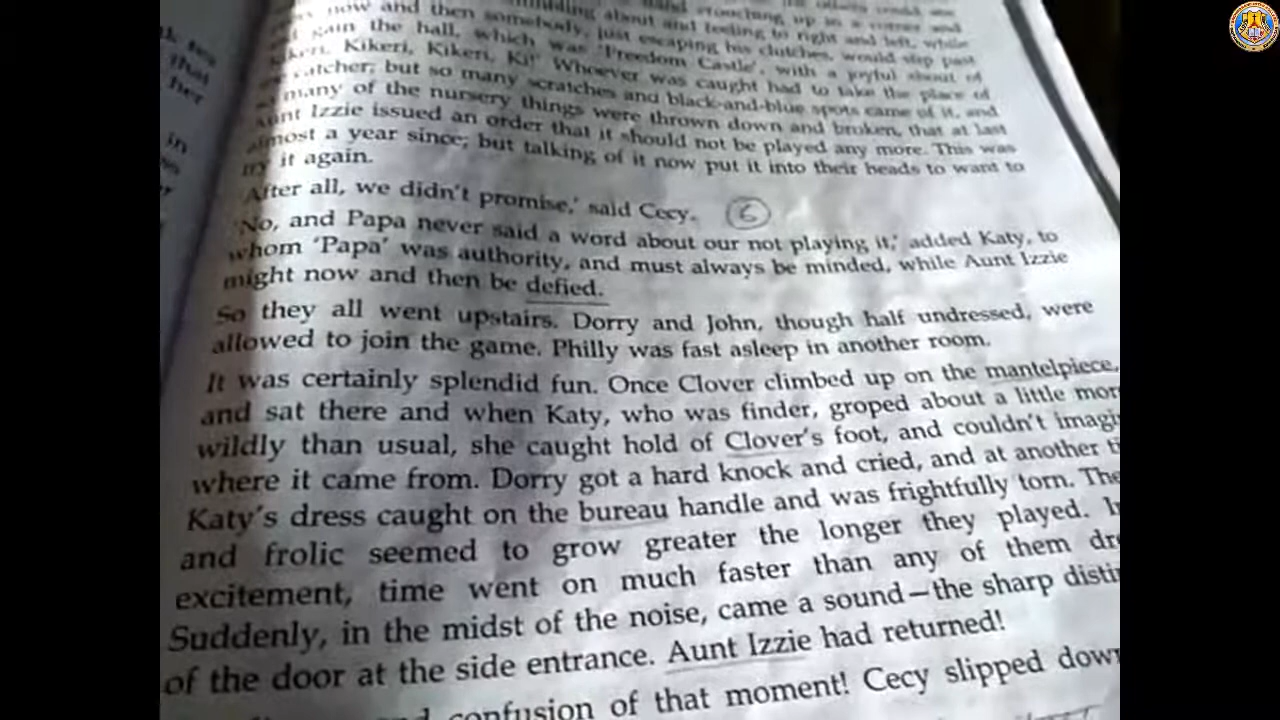 now and then somebody, just escaping his clutches, would slip past
gain the hall, which was 'Freedom Castle', with a joyful shout of
Kikeri, Kikeri, Kikeri, Ki!' Whoever was caught had to take the place of
catcher; but so many scratches and black-and-blue spots came of it, and
many of the nursery things were thrown down and broken, that at last
Aunt Izzie issued an order that it should not be played any more. This was
almost a year since; but talking of it now put it into their heads to want to
try it again.
'After all, we didn't promise,' said Cecy. 6
'No, and Papa never said a word about our not playing it,' added Katy, to
whom 'Papa' was authority, and must always be minded, while Aunt Izzie
might now and then be defied.
So they all went upstairs. Dorry and John, though half undressed, were
allowed to join the game. Philly was fast asleep in another room.
It was certainly splendid fun. Once Clover climbed up on the mantelpiece,
and sat there and when Katy, who was finder, groped about a little mor
wildly than usual, she caught hold of Clover's foot, and couldn't imagi
where it came from. Dorry got a hard knock and cried, and at another ti
Katy's dress caught on the bureau handle and was frightfully torn. The
and frolic seemed to grow greater the longer they played. I
excitement, time went on much faster than any of them dre
Suddenly, in the midst of the noise, came a sound—the sharp disti
of the door at the side entrance. Aunt Izzie had returned!
confusion of that moment! Cecy slipped down